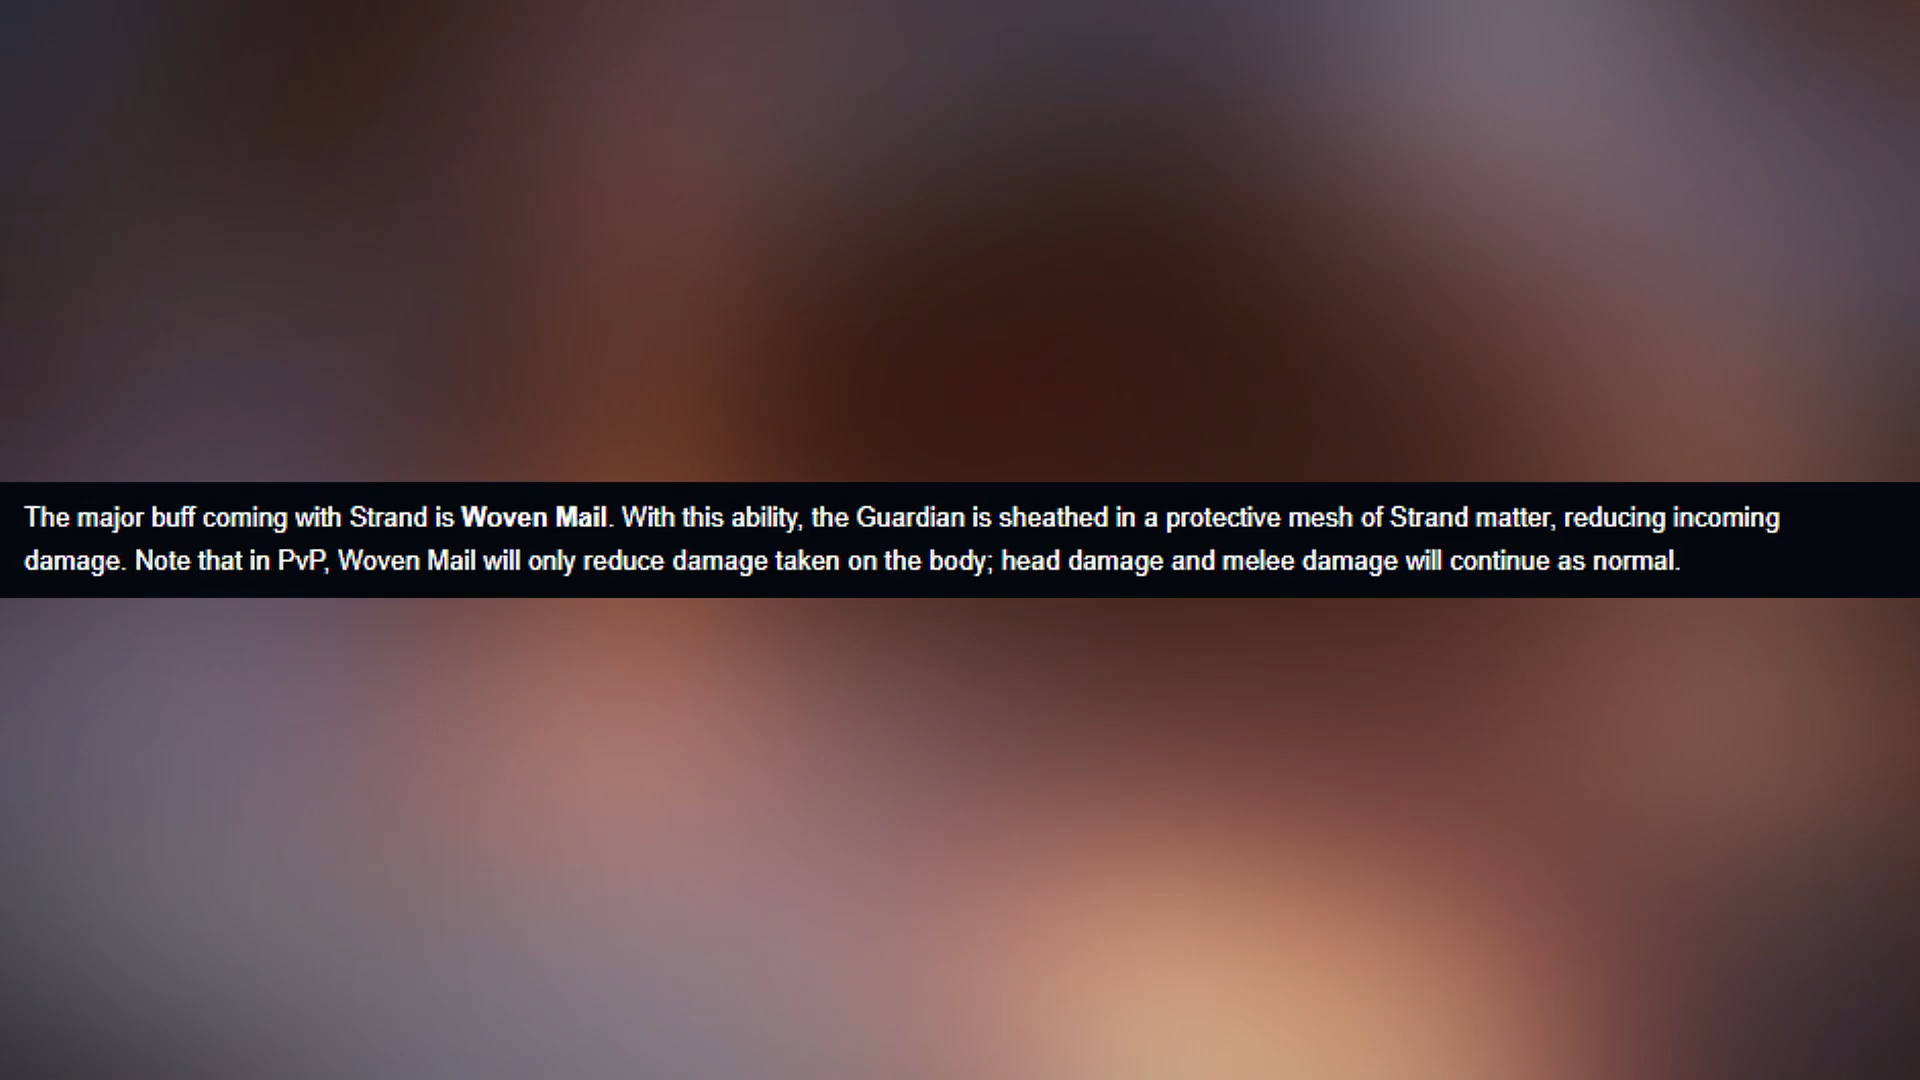 The major buff coming with Strand is Woven Mail. With this ability, the Guardian is sheathed in a protective mesh of Strand matter, reducing incoming
damage. Note that in PvP, Woven Mail will only reduce damage taken on the body; head damage and melee damage will continue as normal.